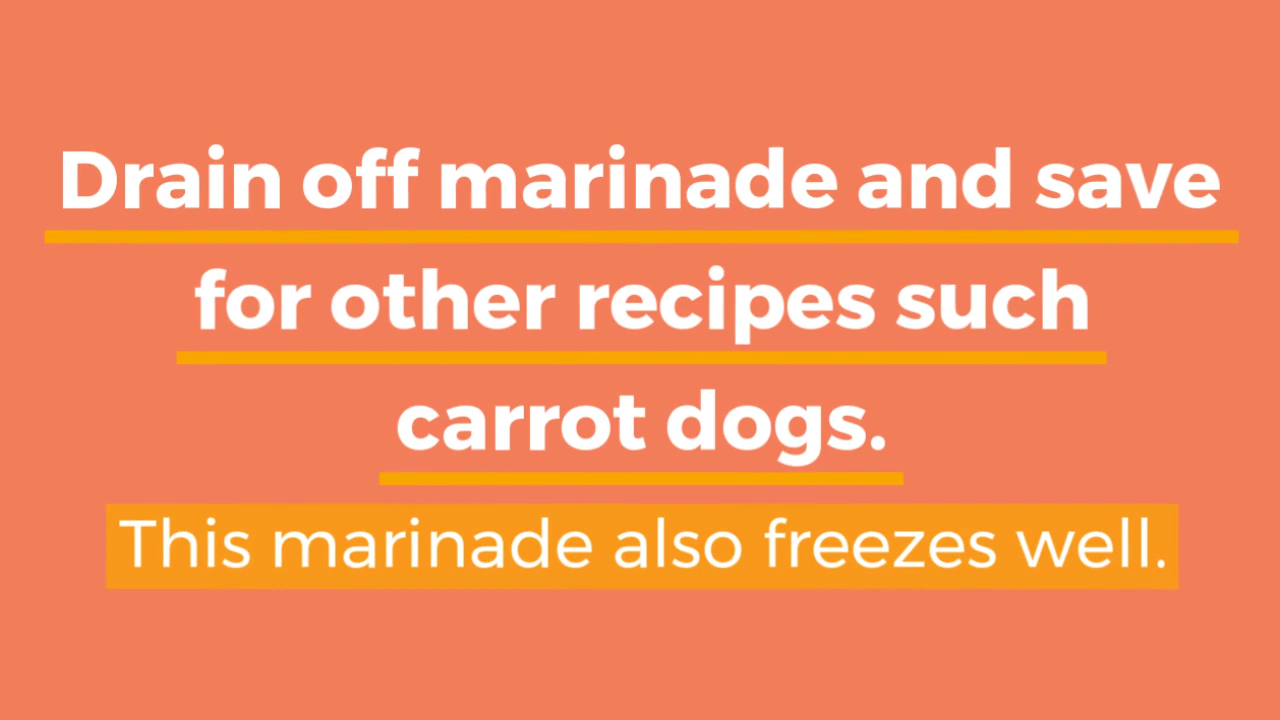 Drain off marinade and save
for other recipes such
carrot dogs.
This marinade also freezes well.